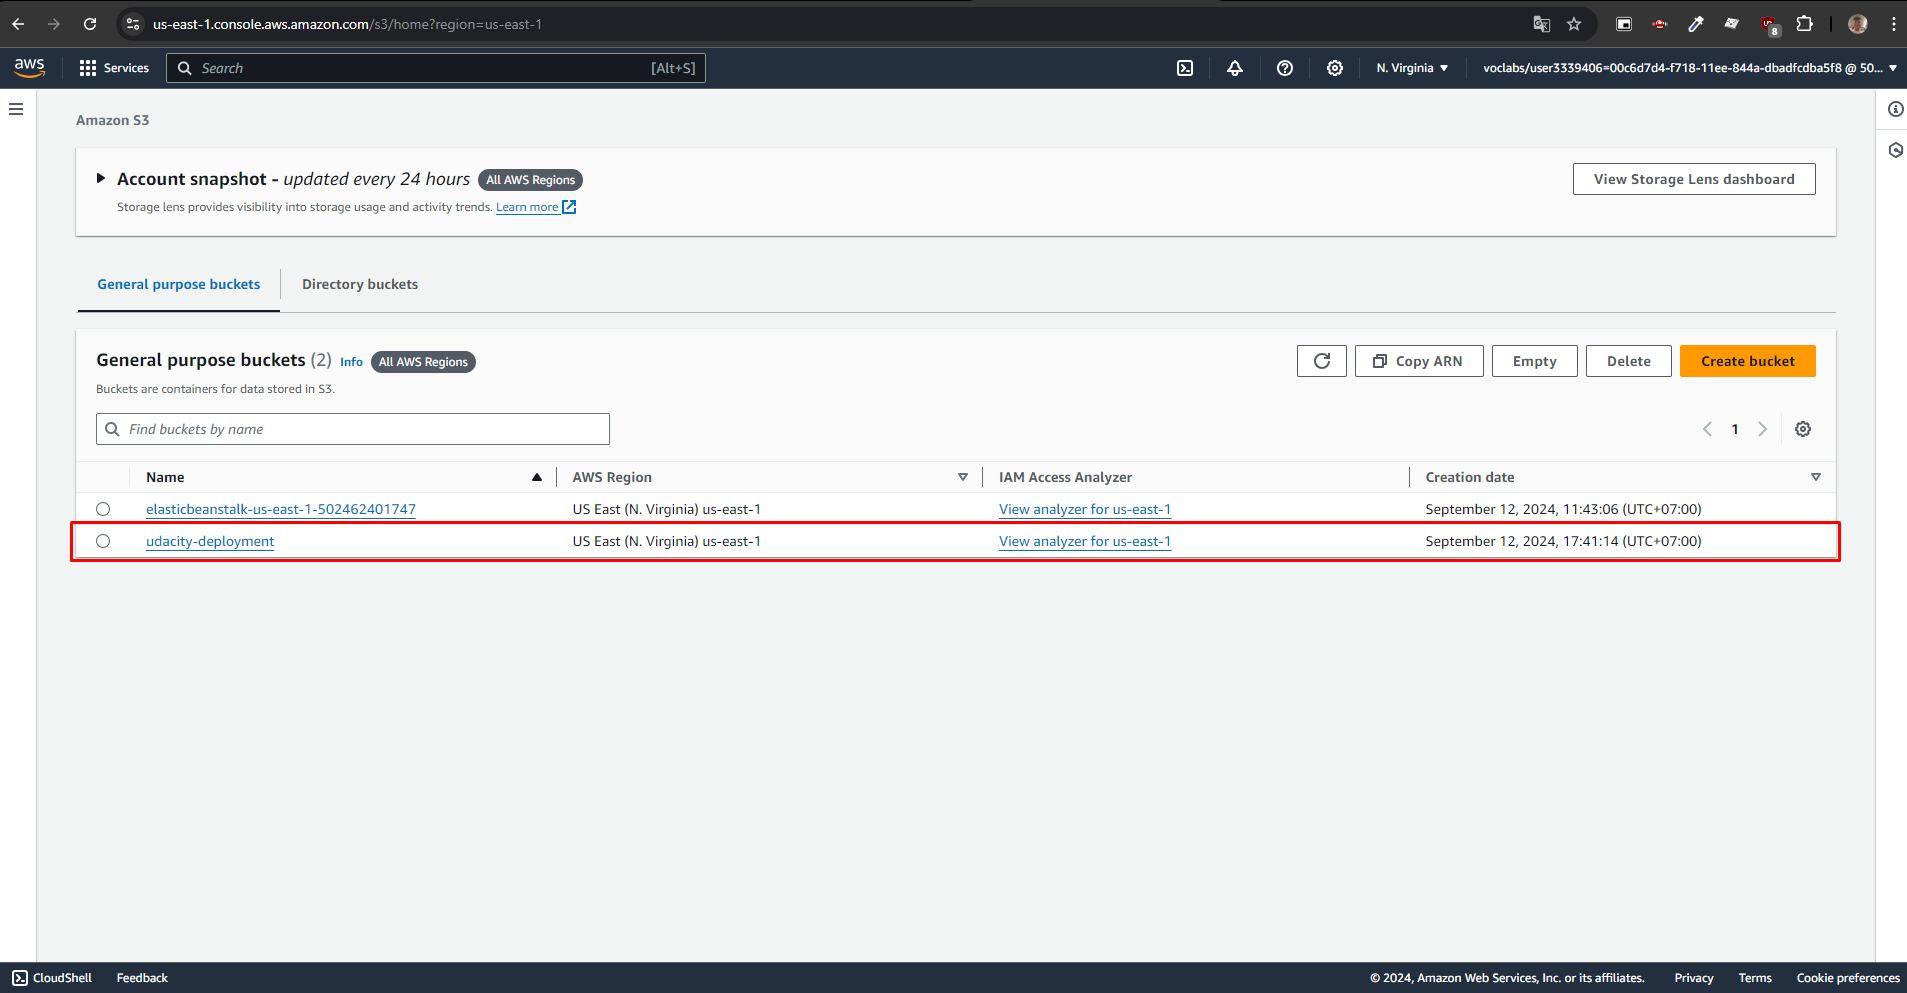 us-east-1.console.aws.amazon.com/s3/home?region=us-east-1
8
aws Services Search [Alt+S] N. Virginia voclabs/user3339406=00c6d7d4-f718-11ee-844a-dbadfcdba5f8 @ 50...
Amazon S3
Account snapshot - updated every 24 hours All AWS Regions View Storage Lens dashboard
Storage lens provides visibility into storage usage and activity trends. Learn more
General purpose buckets Directory buckets
General purpose buckets (2) Info All AWS Regions Copy ARN Empty Delete Create bucket
Buckets are containers for data stored in S3.
Find buckets by name 1
Name AWS Region IAM Access Analyzer Creation date
elasticbeanstalk-us-east-1-502462401747 US East (N. Virginia) us-east-1 View analyzer for us-east-1 September 12, 2024, 11:43:06 (UTC+07:00)
udacity-deployment US East (N. Virginia) us-east-1 View analyzer for us-east-1 September 12, 2024, 17:41:14 (UTC+07:00)
CloudShell Feedback © 2024, Amazon Web Services, Inc. or its affiliates. Privacy Terms Cookie preferences